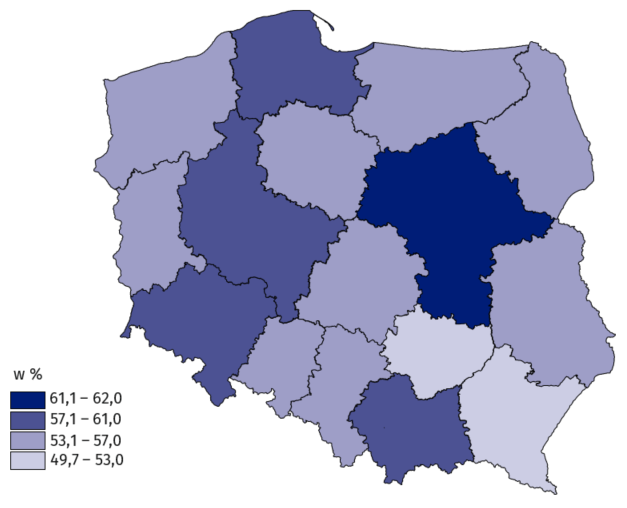 w %
61,1 – 62,0
57,1 – 61,0
53,1 – 57,0
49,7 – 53,0